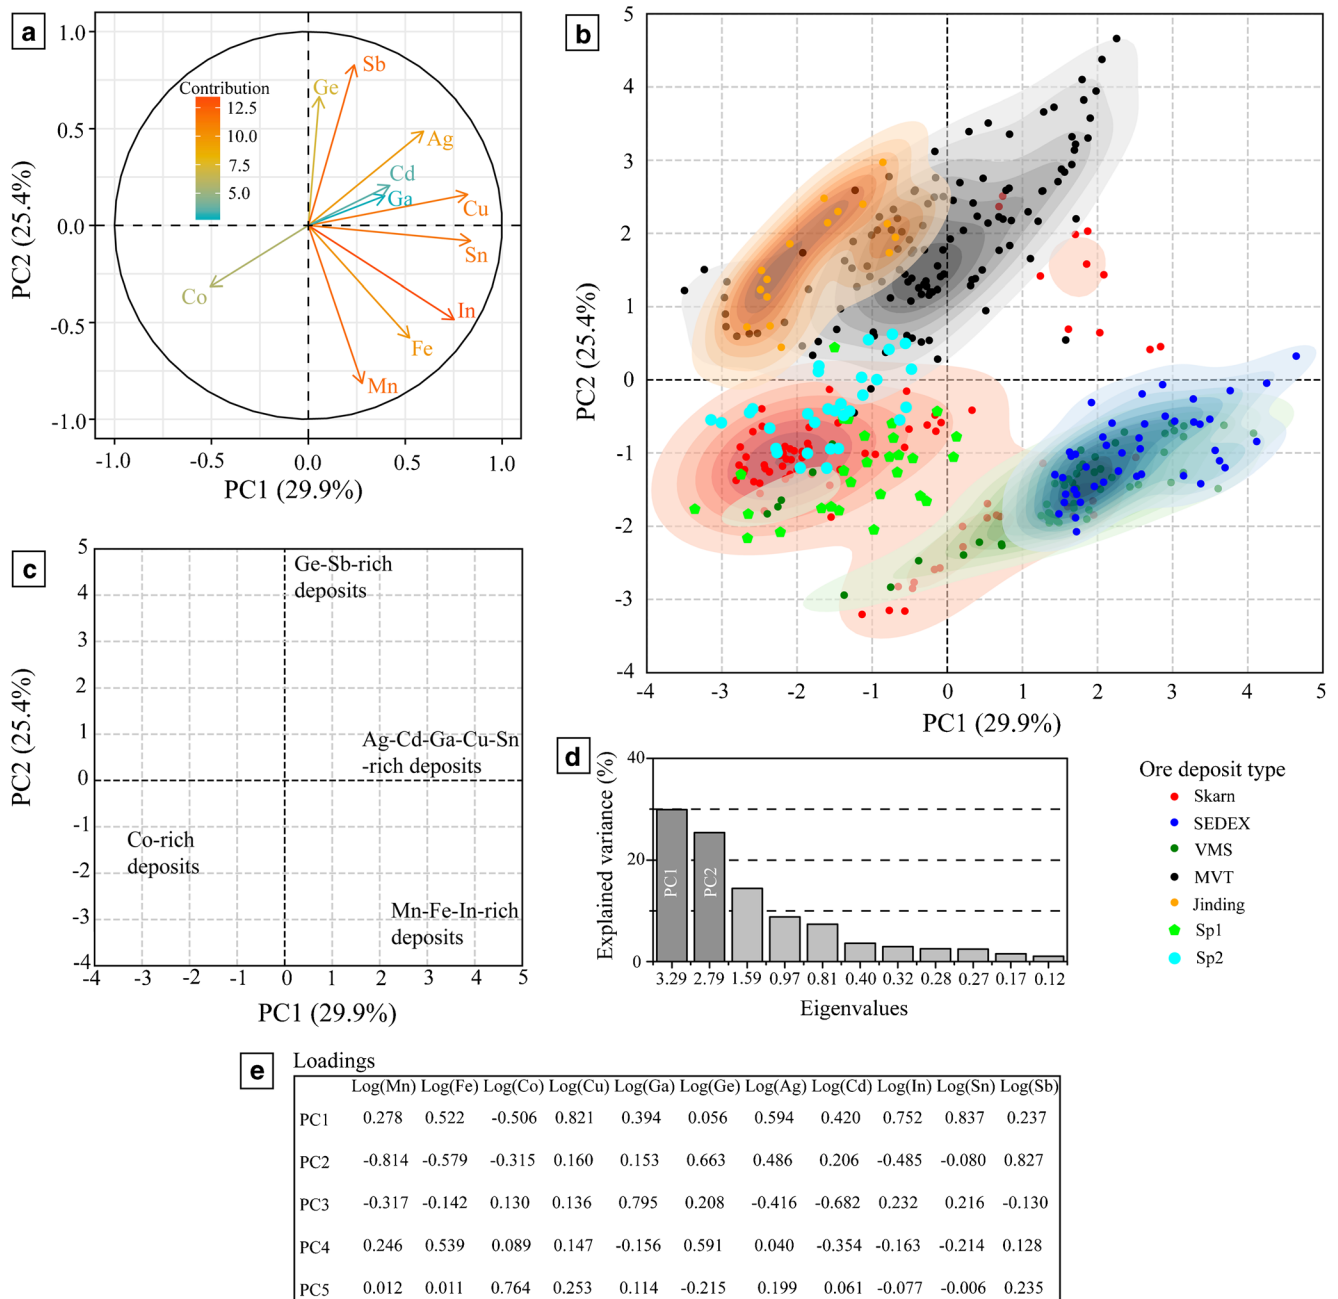 a
1.0
0.5
0.0
-0.5
-1.0
-1.0
-0.5
0.0
0.5
1.0
PC2 (25.4%)
PC1 (29.9%)
Contribution
12.5
10.0
7.5
5.0
Sb
Ge
Ag
Cd
Ga
Cu
Sn
In
Fe
Mn
Co
b
5
4
3
2
1
0
-1
-2
-3
-4
-4
-3
-2
-1
0
1
2
3
4
5
PC2 (25.4%)
PC1 (29.9%)
c
5
4
3
2
1
0
-1
-2
-3
-4
-4
-3
-2
-1
0
1
2
3
4
5
PC2 (25.4%)
PC1 (29.9%)
Ge-Sb-rich
deposits
Ag-Cd-Ga-Cu-Sn
-rich deposits
Co-rich
deposits
Mn-Fe-In-rich
deposits
d
40
20
0
Explained variance (%)
PC1
PC2
3.29 2.79 1.59 0.97 0.81 0.40 0.32 0.28 0.27 0.17 0.12
Eigenvalues
Ore deposit type
Skarn
SEDEX
VMS
MVT
Jinding
Sp1
Sp2
e
Loadings
Log(Mn) Log(Fe) Log(Co) Log(Cu) Log(Ga) Log(Ge) Log(Ag) Log(Cd) Log(In) Log(Sn) Log(Sb)
PC1 0.278 0.522 -0.506 0.821 0.394 0.056 0.594 0.420 0.752 0.837 0.237
PC2 -0.814 -0.579 -0.315 0.160 0.153 0.663 0.486 0.206 -0.485 -0.080 0.827
PC3 -0.317 -0.142 0.130 0.136 0.795 0.208 -0.416 -0.682 0.232 0.216 -0.130
PC4 0.246 0.539 0.089 0.147 -0.156 0.591 0.040 -0.354 -0.163 -0.214 0.128
PC5 0.012 0.011 0.764 0.253 0.114 -0.215 0.199 0.061 -0.077 -0.006 0.235